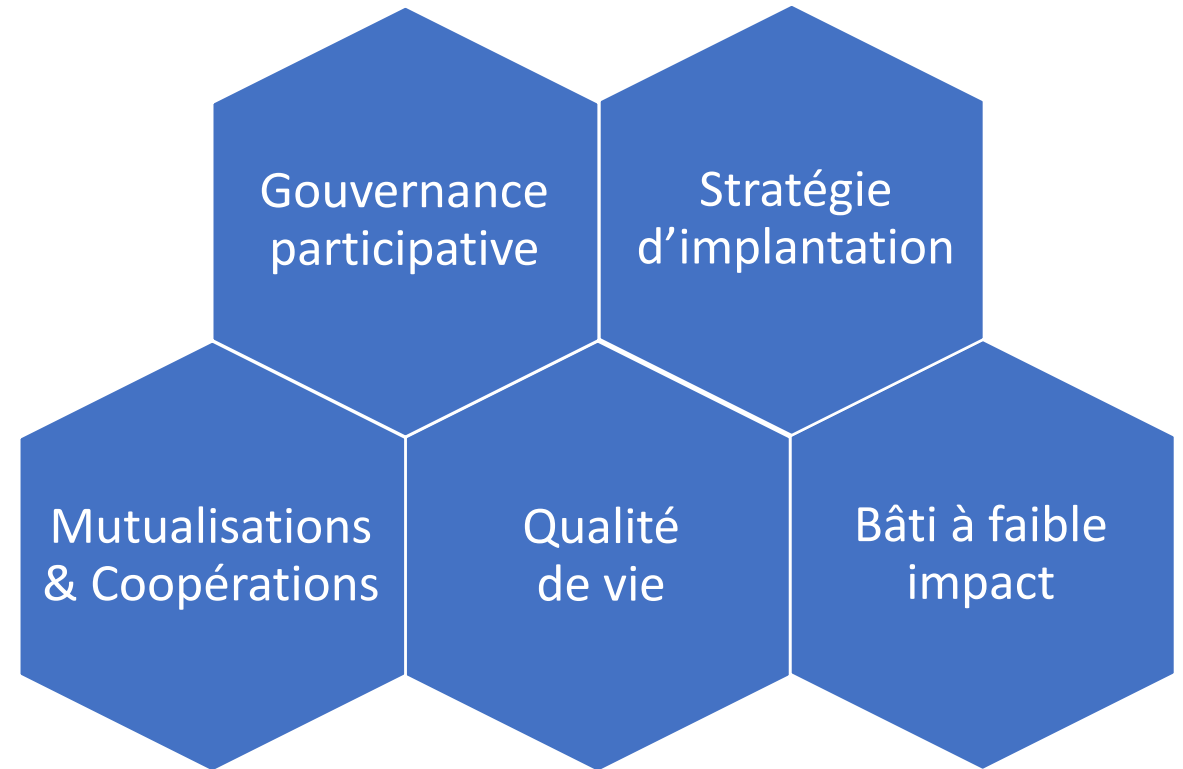 Gouvernance
participative
Stratégie
d’implantation
Mutualisations
& Coopérations
Qualité
de vie
Bâti à faible
impact